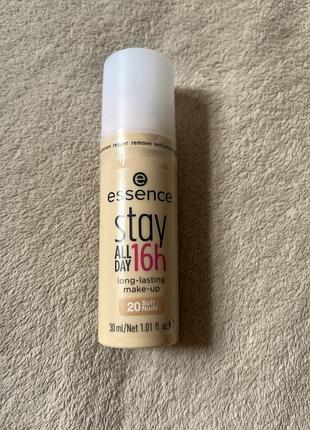 remove
essence
stay
ALL DAY 16h
long-lasting
make-up
20 Soft Nude
30 ml/Net 1.01 fl. oz